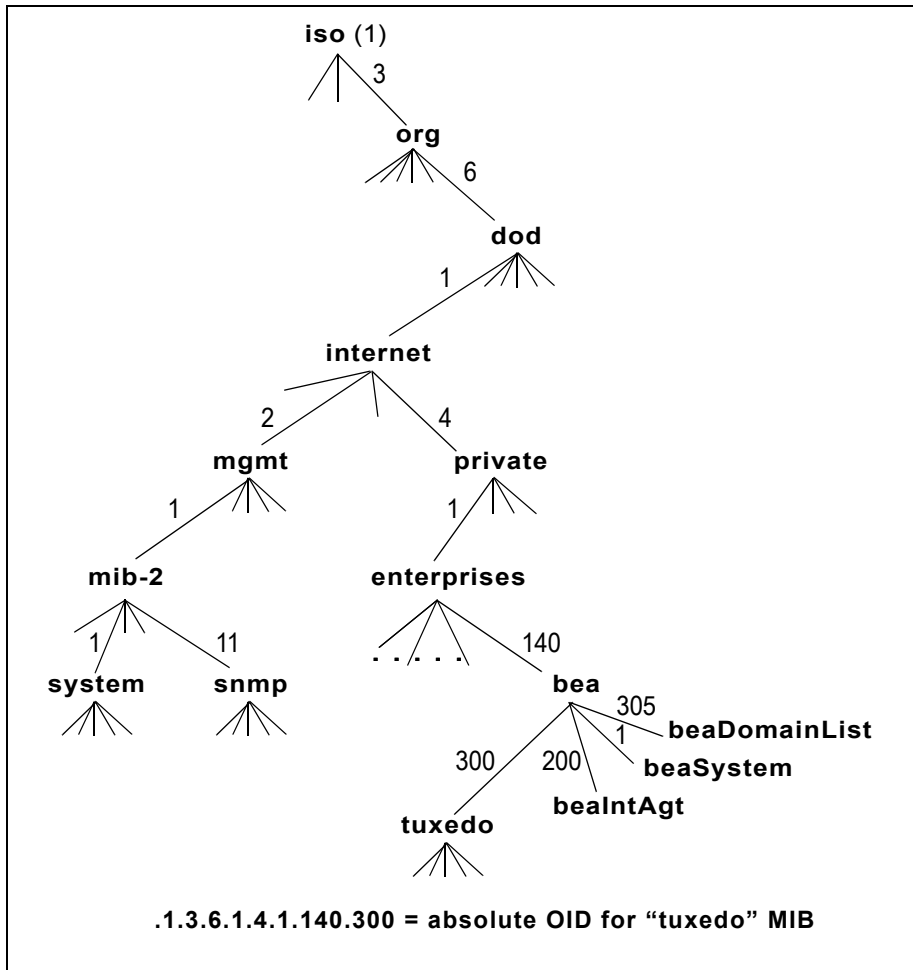 iso (1)
3
org
6
dod
1
internet
2
4
mgmt
private
1
1
mib-2
enterprises
1
11
140
. . . . .
system
snmp
bea
305
beaDomainList
1
300
200
beaSystem
beaIntAgt
tuxedo
.1.3.6.1.4.1.140.300 = absolute OID for “tuxedo” MIB